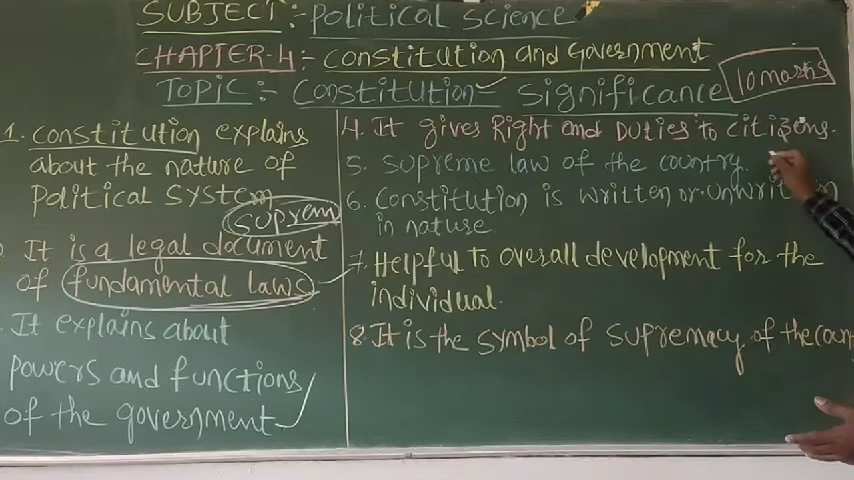 SUBJECT:- Political Science
CHAPTER-4: Constitution and Government
TOPIC:- Constitution - Significance
10 marks
1. Constitution explains
about the nature of
Political System
Suprem
It is a legal document
of fundamental laws
It explains about
powers and functions
of the government
4. It gives Right and Duties to citizens.
5. Supreme law of the country.
6. Constitution is written or unwritten
in nature
7. Helpful to overall development for the
individual.
8. It is the symbol of supremacy of the